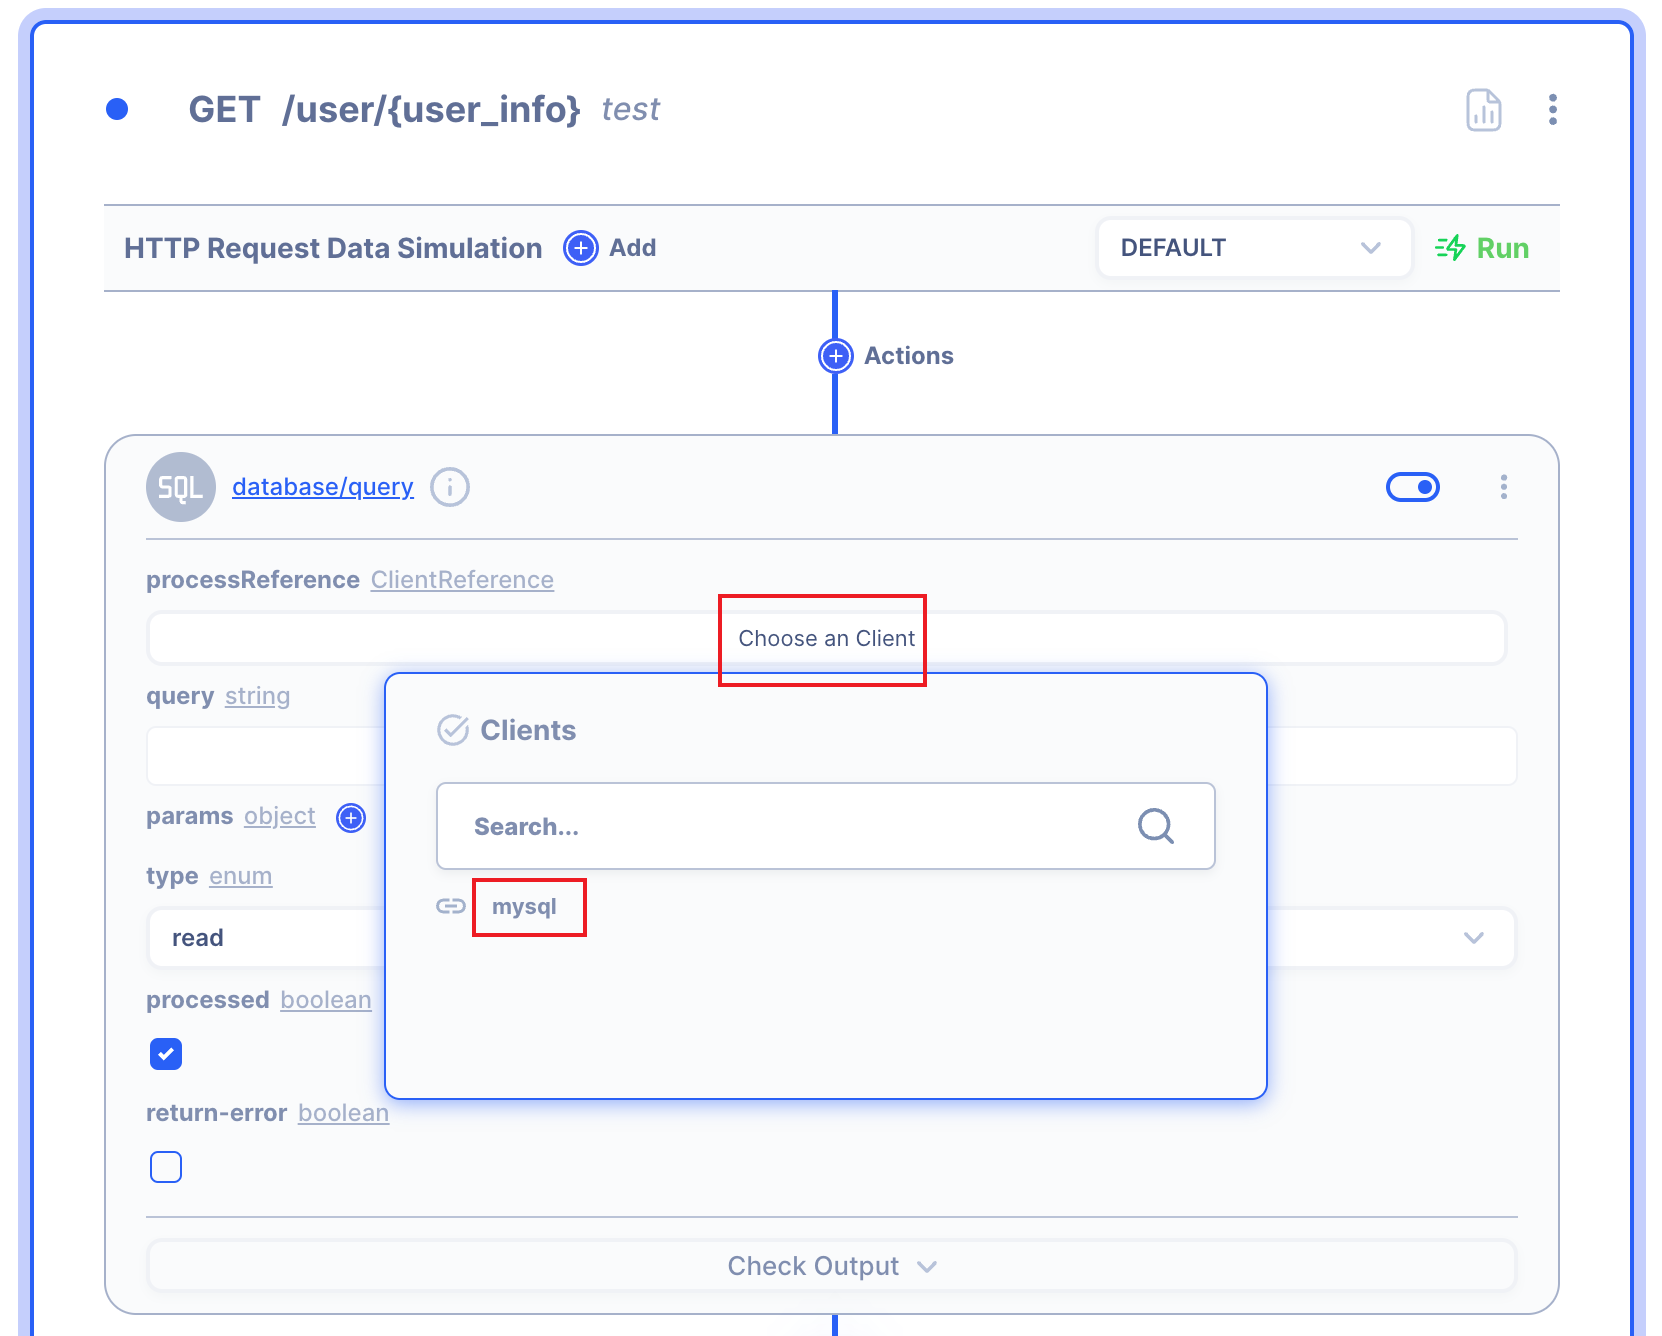 GET /user/{user_info} test
HTTP Request Data Simulation Add DEFAULT Run
Actions
SQL database/query
processReference ClientReference
Choose an Client
query string
Clients
Search...
params object
type enum
mysql
read
processed boolean
return-error boolean
Check Output